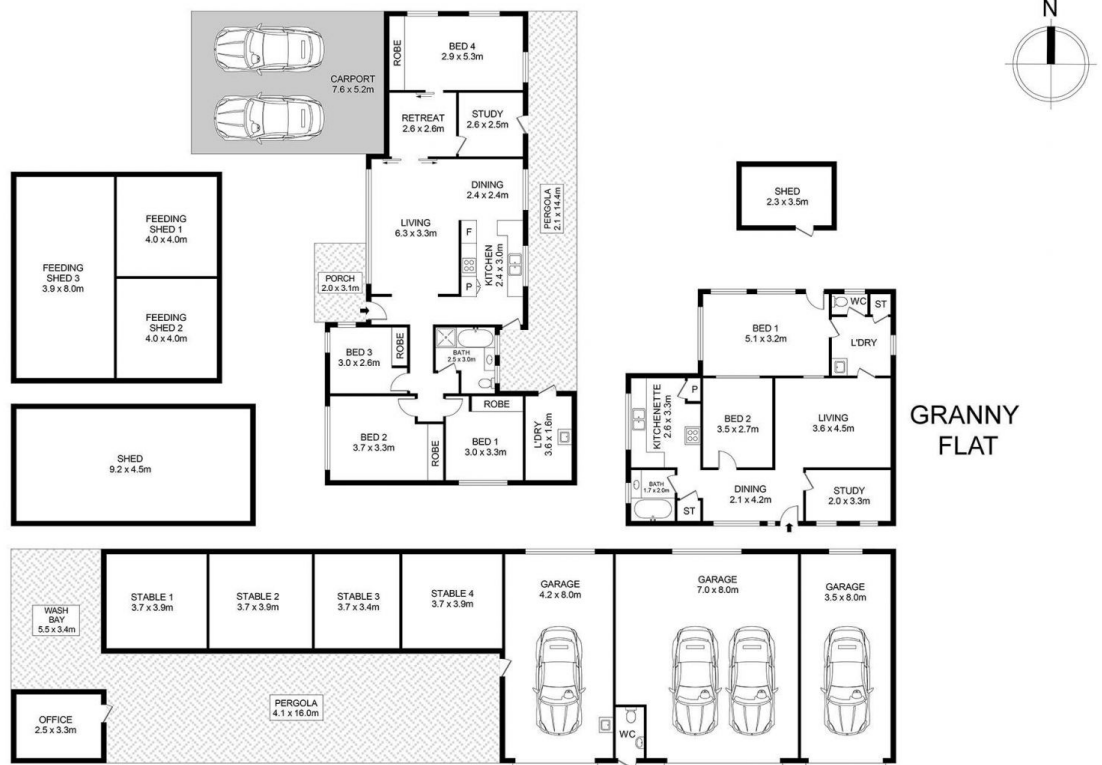 N
ROBE
BED 4
2.9 x 5.3m
CARPORT
7.6 x 5.2m
RETREAT
2.6 x 2.6m
STUDY
2.6 x 2.5m
DINING
2.4 x 2.4m
LIVING
6.3 x 3.3m
F
P
KITCHEN
2.4 x 3.0m
PERGOLA
2.1 x 14.4m
PORCH
2.0 x 3.1m
BED 3
3.0 x 2.6m
ROBE
BATH
2.5 x 3.0m
BED 2
3.7 x 3.3m
ROBE
ROBE
BED 1
3.0 x 3.3m
L'DRY
3.6 x 1.6m
FEEDING
SHED 3
3.9 x 8.0m
FEEDING
SHED 1
4.0 x 4.0m
FEEDING
SHED 2
4.0 x 4.0m
SHED
9.2 x 4.5m
SHED
2.3 x 3.5m
BED 1
5.1 x 3.2m
WC
ST
L'DRY
KITCHENETTE
2.6 x 3.3m
P
BED 2
3.5 x 2.7m
LIVING
3.6 x 4.5m
BATH
1.7 x 2.0m
ST
DINING
2.1 x 4.2m
STUDY
2.0 x 3.3m
GRANNY
FLAT
WASH
BAY
5.5 x 3.4m
STABLE 1
3.7 x 3.9m
STABLE 2
3.7 x 3.9m
STABLE 3
3.7 x 3.4m
STABLE 4
3.7 x 3.9m
GARAGE
4.2 x 8.0m
GARAGE
7.0 x 8.0m
GARAGE
3.5 x 8.0m
OFFICE
2.5 x 3.3m
PERGOLA
4.1 x 16.0m
WC